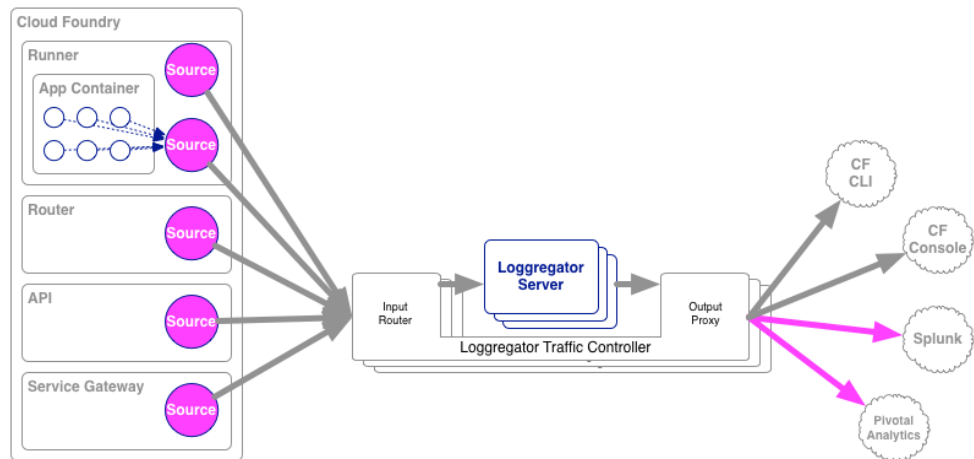 Cloud Foundry
Runner
Source
App Container
Source
Router
Source
API
Source
Service Gateway
Source
Input
Router
Loggregator
Server
Output
Proxy
Loggregator Traffic Controller
CF
CLI
CF
Console
Splunk
Pivotal
Analytics